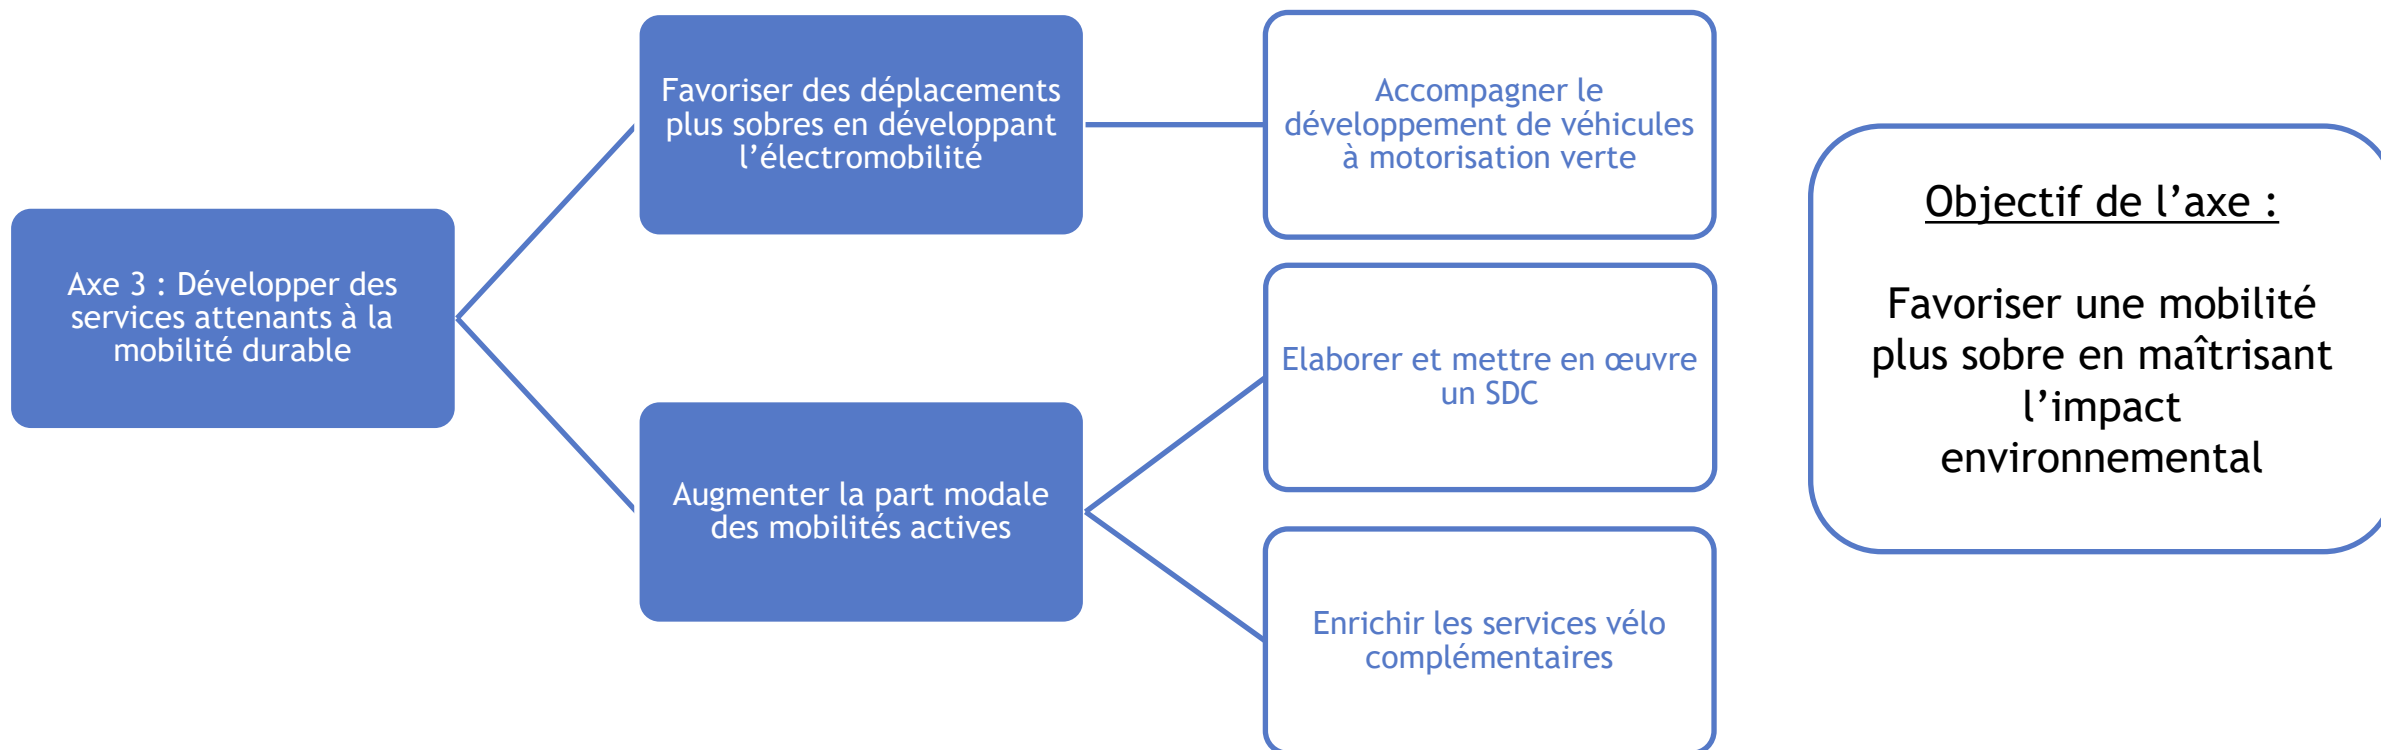 Axe 3 : Développer des
services attenants à la
mobilité durable
Favoriser des déplacements
plus sobres en développant
l’électromobilité
Augmenter la part modale
des mobilités actives
Accompagner le
développement de véhicules
à motorisation verte
Elaborer et mettre en œuvre
un SDC
Enrichir les services vélo
complémentaires
Objectif de l’axe :
Favoriser une mobilité
plus sobre en maîtrisant
l’impact
environnemental